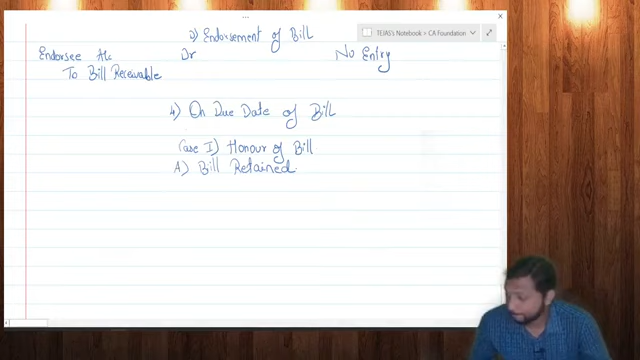 ...
TEJAS's Notebook > CA Foundation
3) Endorsement of Bill
Endorsee A/c Dr No Entry
To Bill Receivable
4) On Due Date of Bill
Case I) Honour of Bill
A) Bill Retained